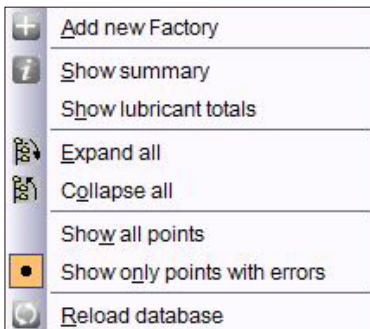 Add new Factory
Show summary
Show lubricant totals
Expand all
Collapse all
Show all points
Show only points with errors
Reload database